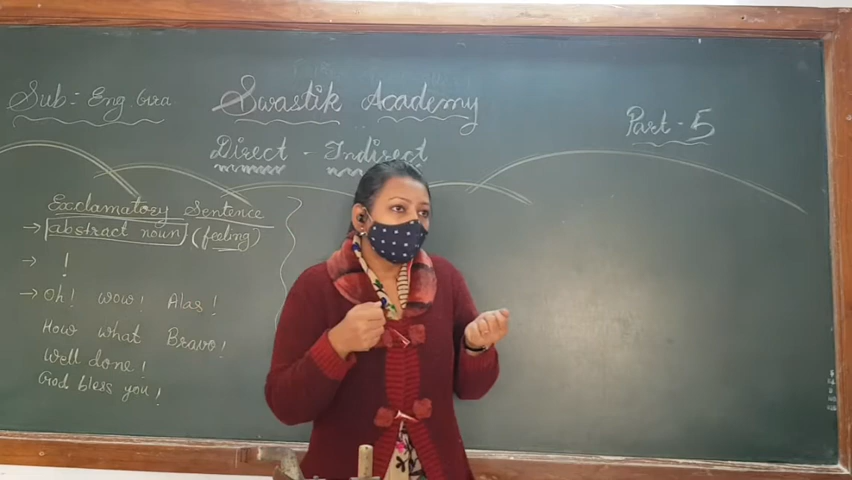 Sub:- Eng. Gra
Swastik Academy
Part-5
Direct - Indirect
Exclamatory Sentence
→ abstract noun (feeling)
→ !
→ Oh! wow! Alas!
How what Bravo!
Well done!
God bless you!